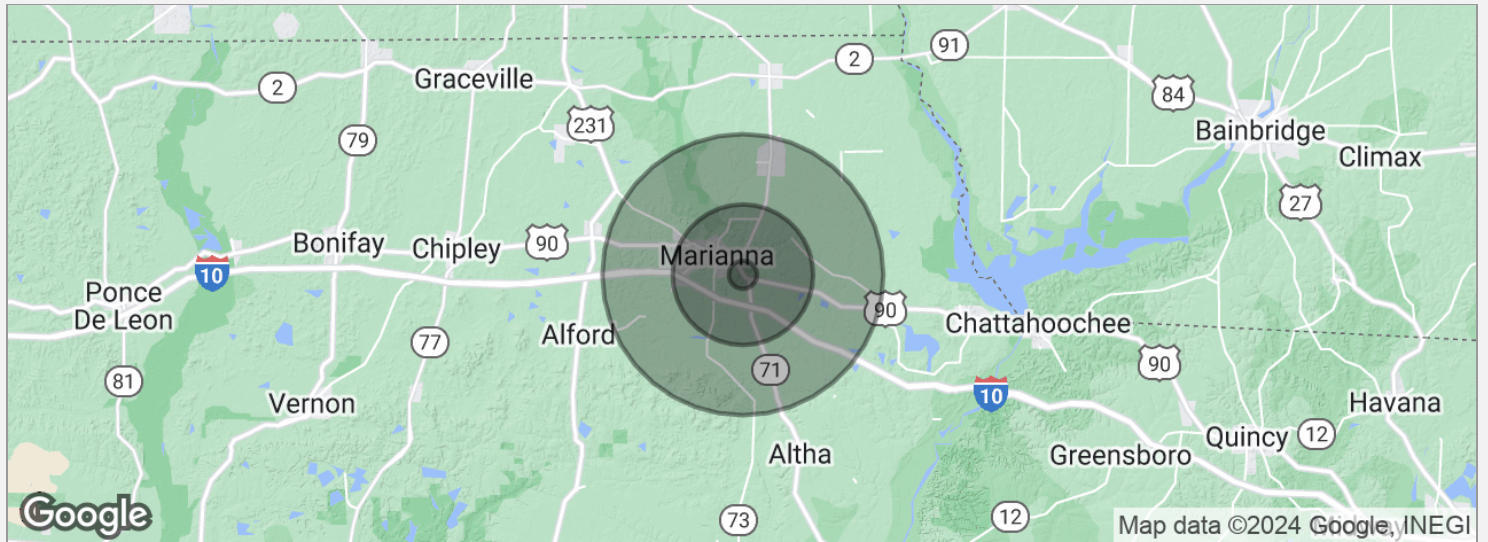 2
91
84
2
Graceville
79
231
Bainbridge
Climax
27
Bonifay
Chipley
90
Marianna
10
Ponce
De Leon
90
Chattahoochee
Alford
77
90
71
81
10
Vernon
Havana
Quincy
12
Altha
Greensboro
73
12
Google
Map data ©2024 Google, INEGI